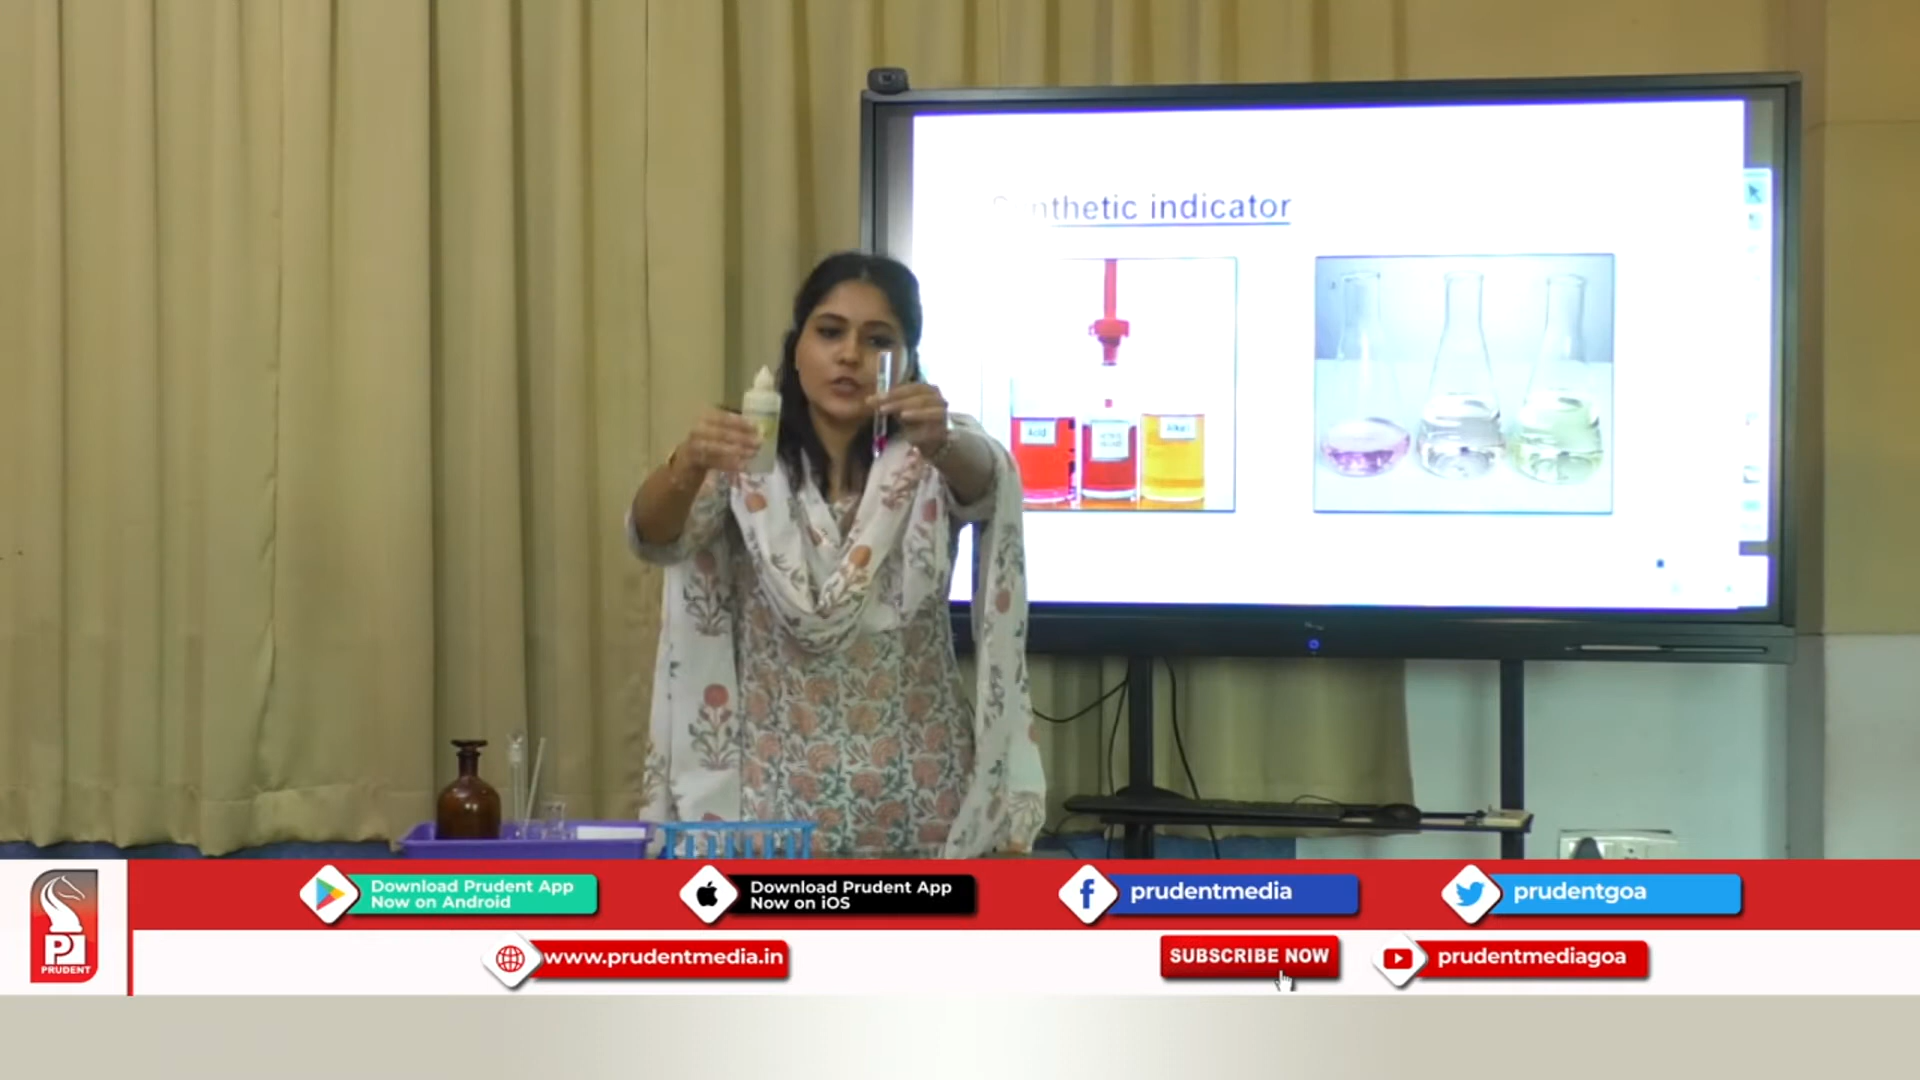 nthetic indicator
Acid
Download Prudent App
Now on Android
Download Prudent App
Now on iOS
prudentmedia
prudentgoa
PRUDENT
www.prudentmedia.in
SUBSCRIBE NOW
prudentmediagoa